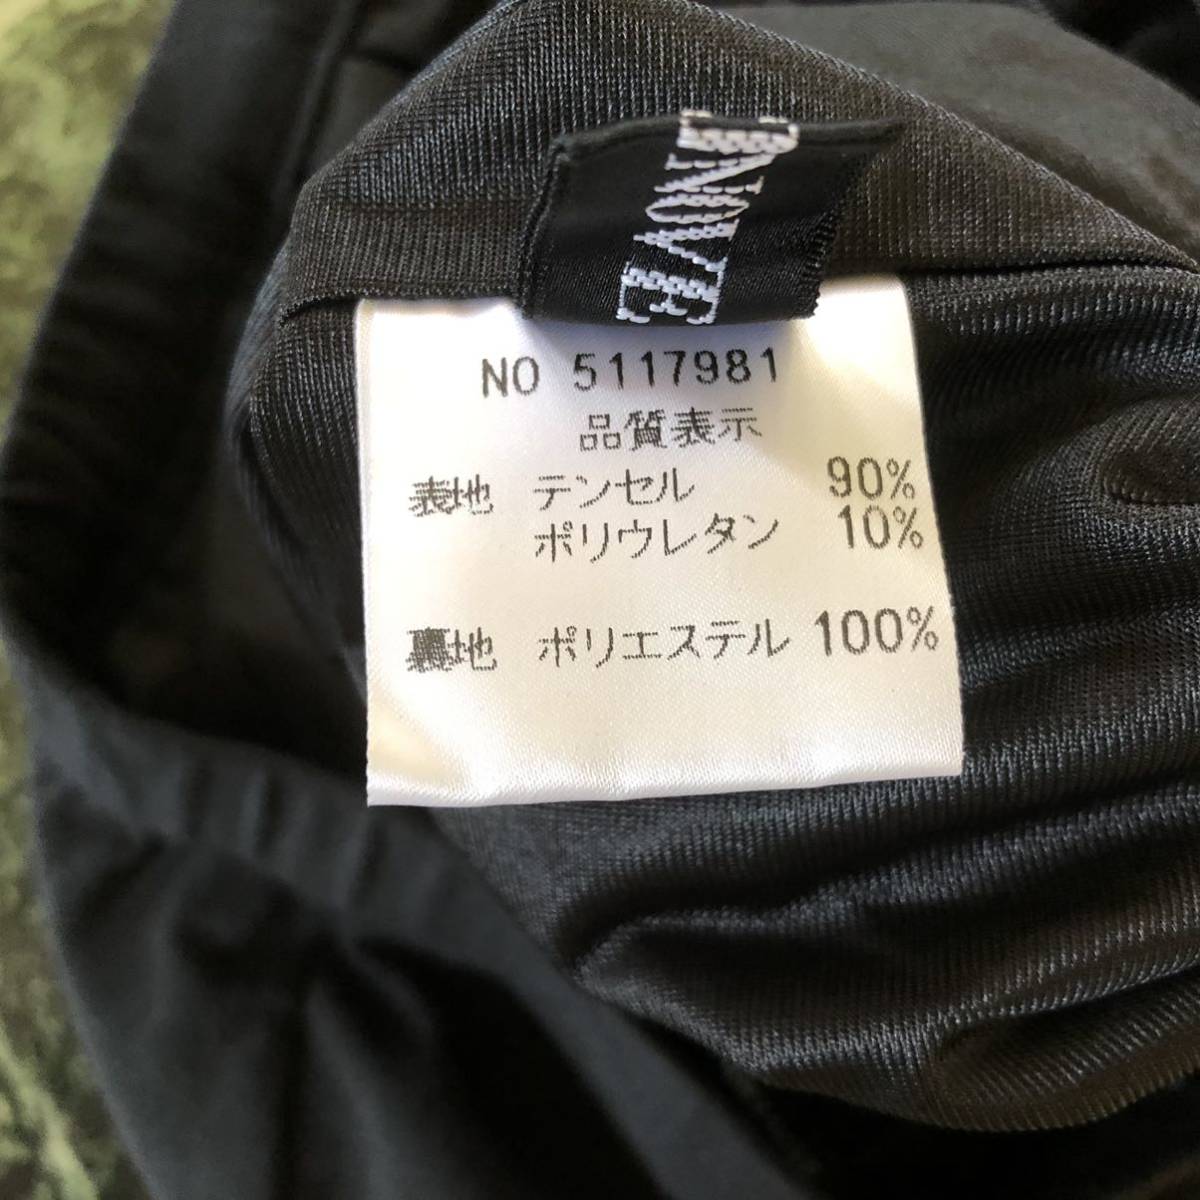 NOVE
NO 5117981
品質表示
表地 テンセル 90%
ポリウレタン 10%
裏地 ポリエステル 100%